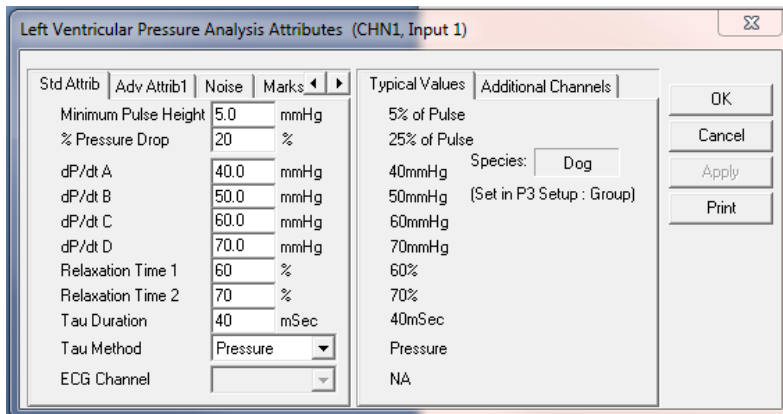 Left Ventricular Pressure Analysis Attributes (CHN1, Input 1)
Std Attrib Adv Attrib1 Noise Marks
Typical Values Additional Channels
Minimum Pulse Height 5.0 mmHg 5% of Pulse
% Pressure Drop 20 % 25% of Pulse
dP/dt A 40.0 mmHg 40mmHg Species: Dog
dP/dt B 50.0 mmHg 50mmHg (Set in P3 Setup : Group)
dP/dt C 60.0 mmHg 60mmHg
dP/dt D 70.0 mmHg 70mmHg
Relaxation Time 1 60 % 60%
Relaxation Time 2 70 % 70%
Tau Duration 40 mSec 40mSec
Tau Method Pressure Pressure
ECG Channel NA
OK
Cancel
Apply
Print